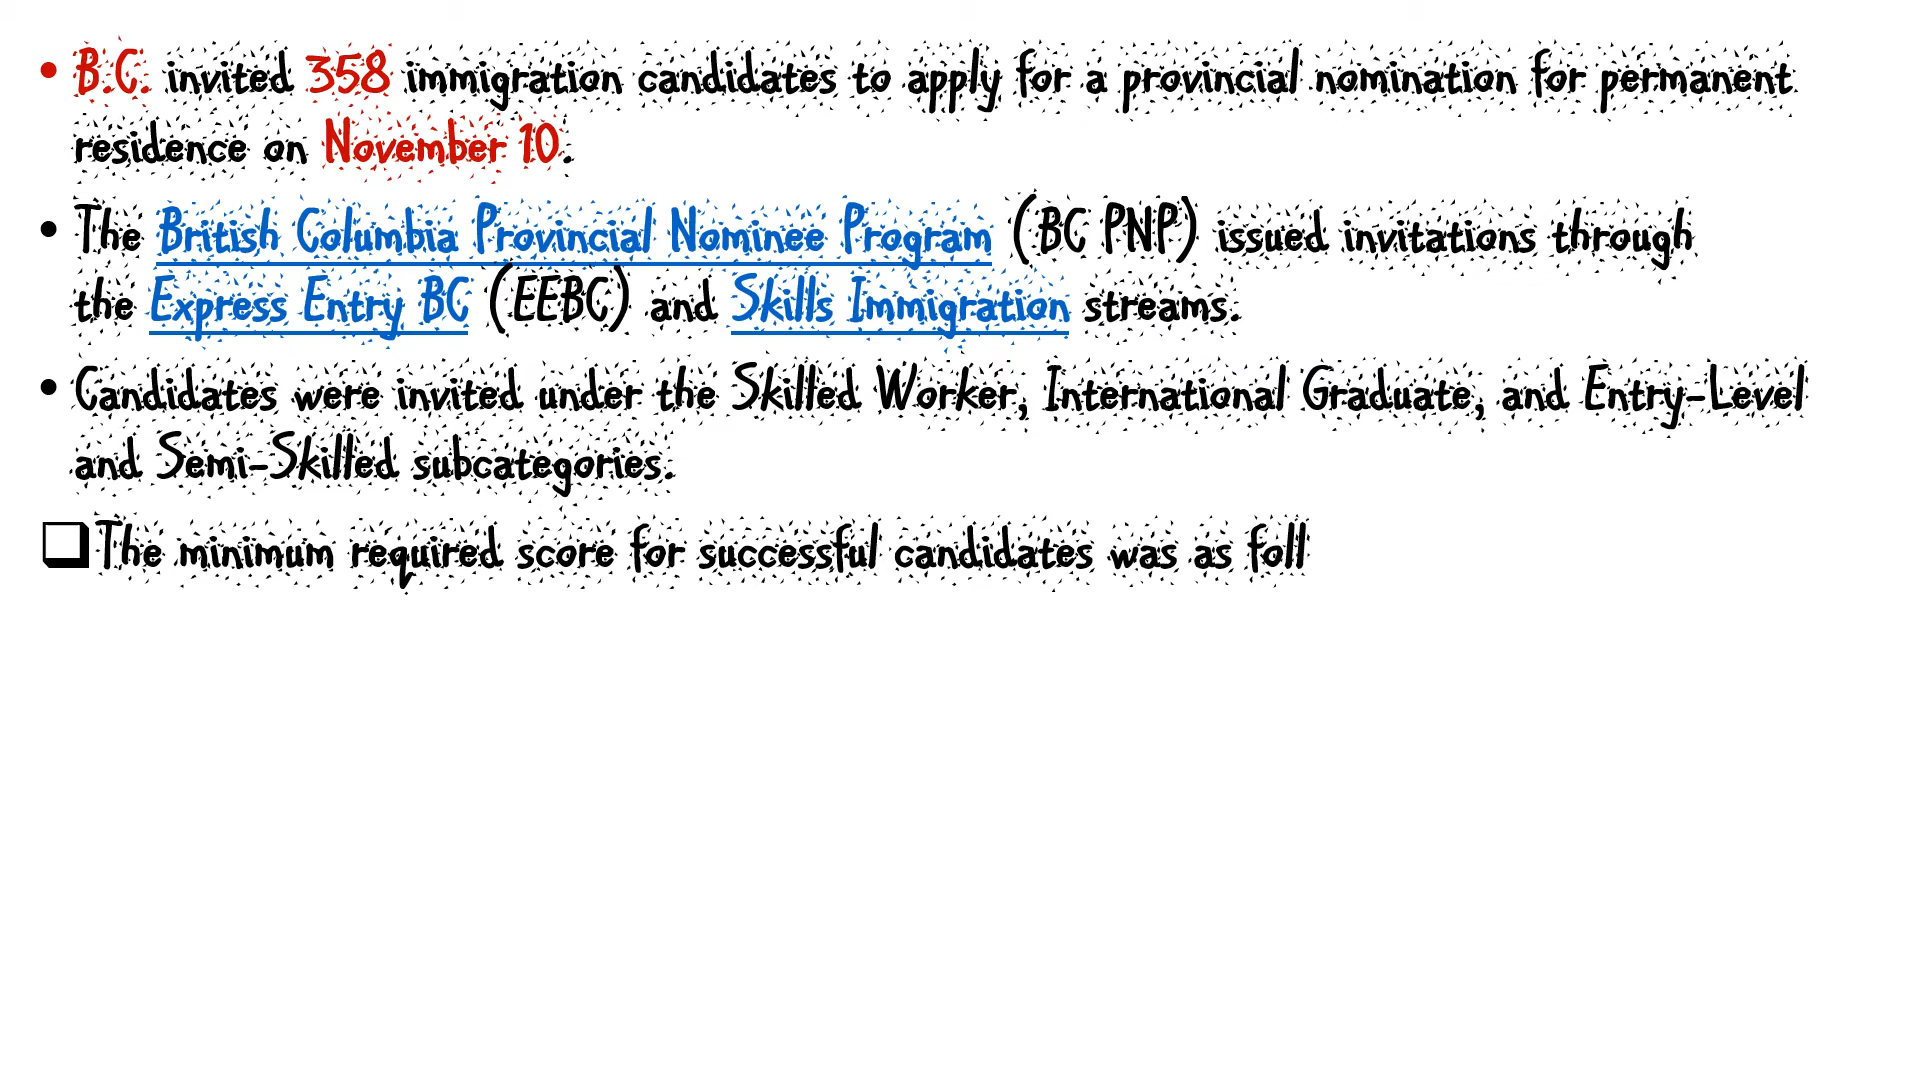 • B.C. invited 358 immigration candidates to apply for a provincial nomination for permanent
residence on November 10.
• The British Columbia Provincial Nominee Program (BC PNP) issued invitations through
the Express Entry BC (EEBC) and Skills Immigration streams.
• Candidates were invited under the Skilled Worker, International Graduate, and Entry-Level
and Semi-Skilled subcategories.
❑The minimum required score for successful candidates was as foll